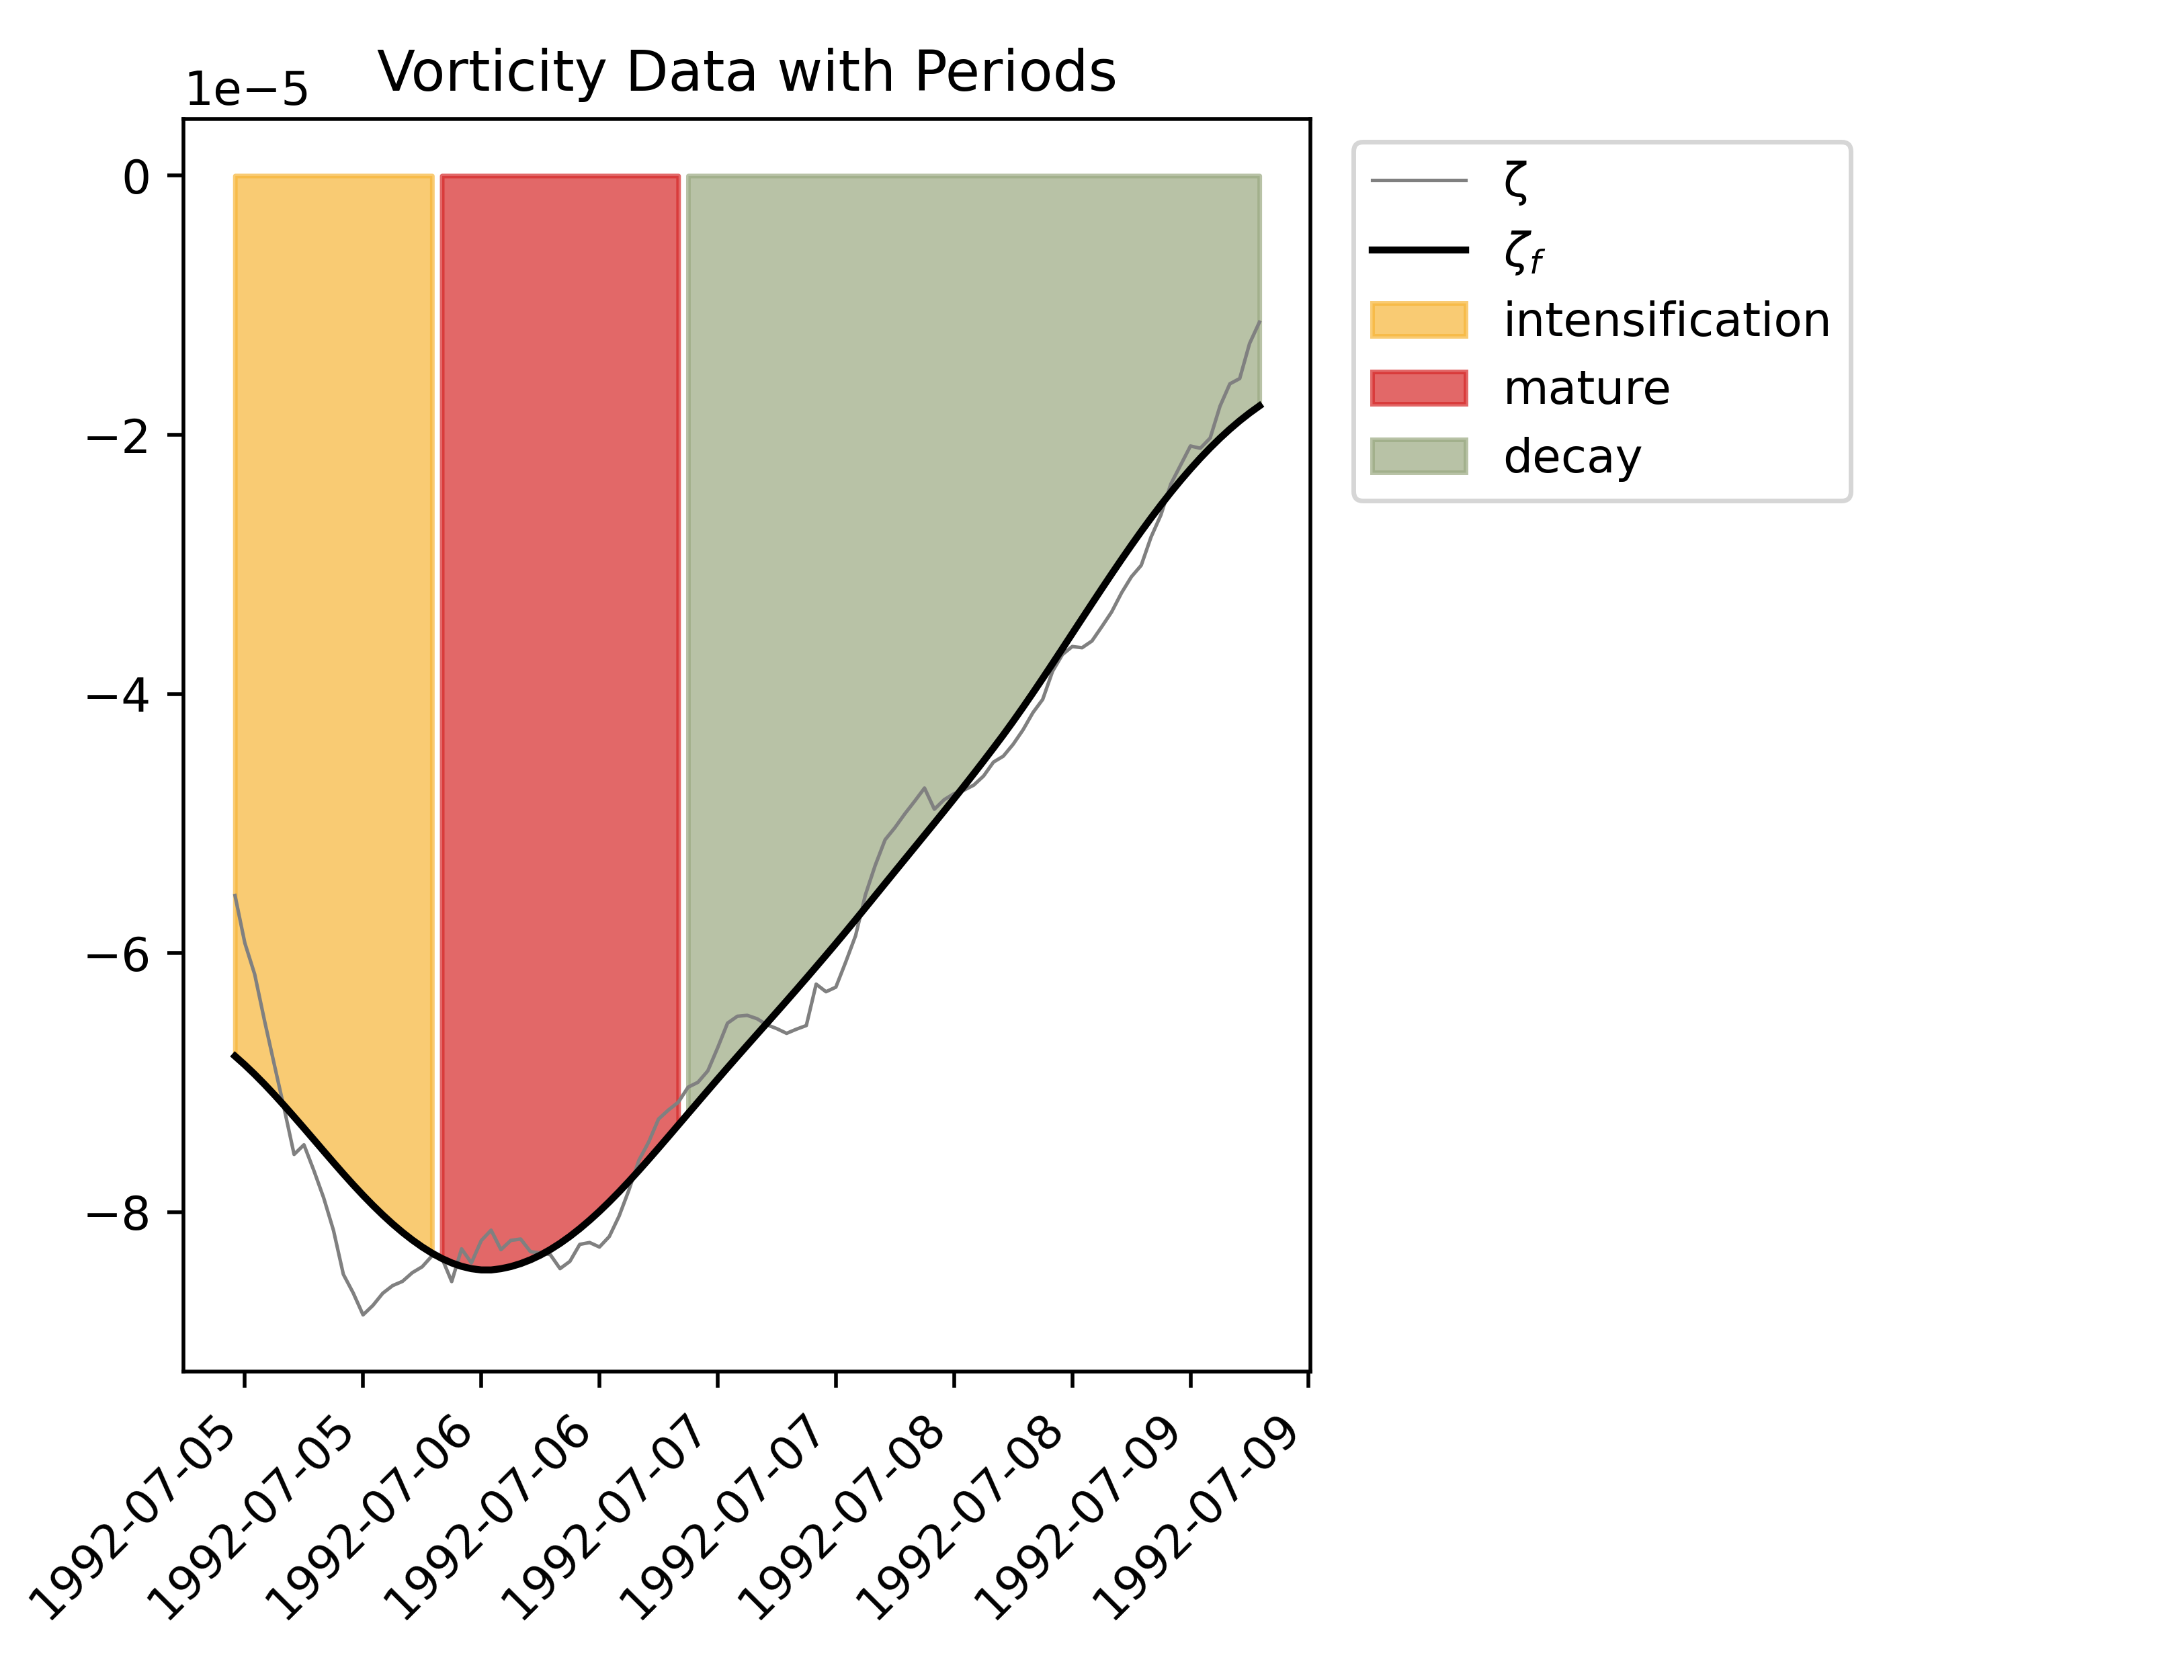 Vorticity Data with Periods
1e−5
0
−2
−4
−6
−8
1992-07-05
1992-07-05
1992-07-06
1992-07-06
1992-07-07
1992-07-07
1992-07-08
1992-07-08
1992-07-09
1992-07-09
ζ
ζf
intensification
mature
decay